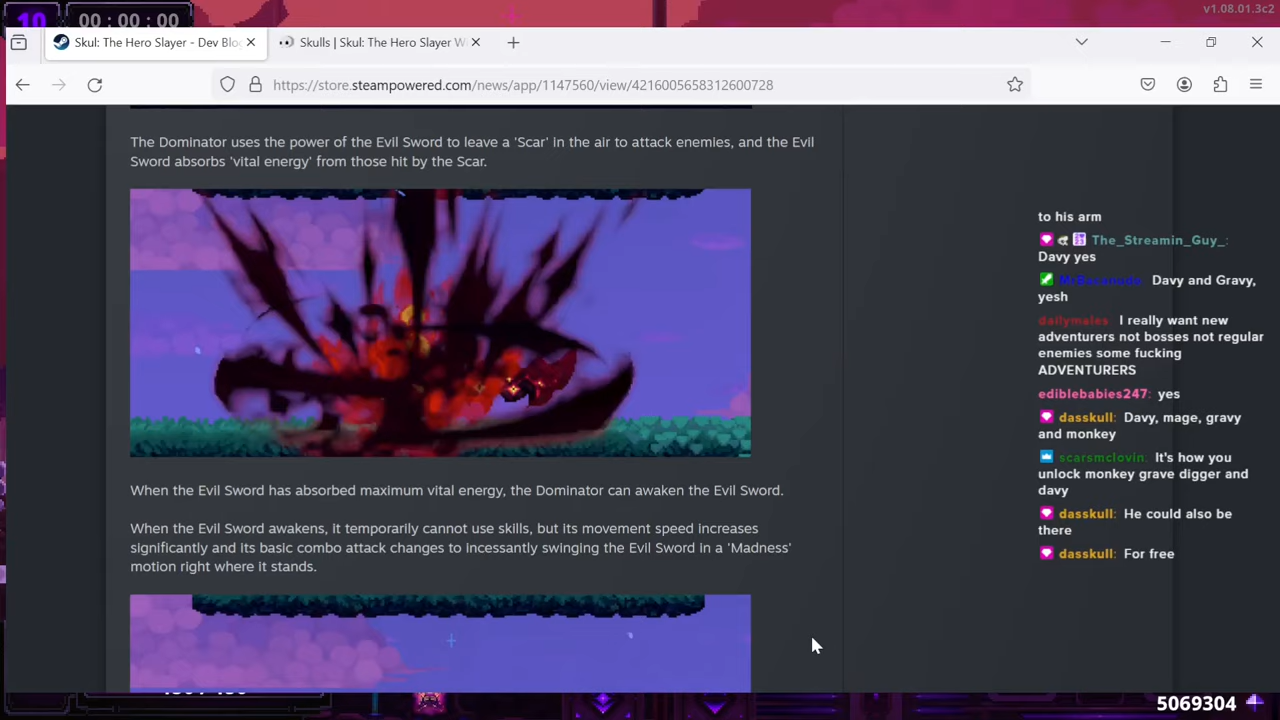 10
00:00:00
v1.08.01.3c2
Skul: The Hero Slayer - Dev Blo
Skulls | Skul: The Hero Slayer W
https://store.steampowered.com/news/app/1147560/view/4216005658312600728
The Dominator uses the power of the Evil Sword to leave a 'Scar' in the air to attack enemies, and the Evil
Sword absorbs 'vital energy' from those hit by the Scar.
When the Evil Sword has absorbed maximum vital energy, the Dominator can awaken the Evil Sword.
When the Evil Sword awakens, it temporarily cannot use skills, but its movement speed increases
significantly and its basic combo attack changes to incessantly swinging the Evil Sword in a 'Madness'
motion right where it stands.
to his arm
The_Streamin_Guy_:
Davy yes
Davy and Gravy,
yesh
dailymales I really want new
adventurers not bosses not regular
enemies some fucking
ADVENTURERS
ediblebabies247: yes
dasskull: Davy, mage, gravy
and monkey
scarsmclovin: It's how you
unlock monkey grave digger and
davy
dasskull: He could also be
there
dasskull: For free
5069304